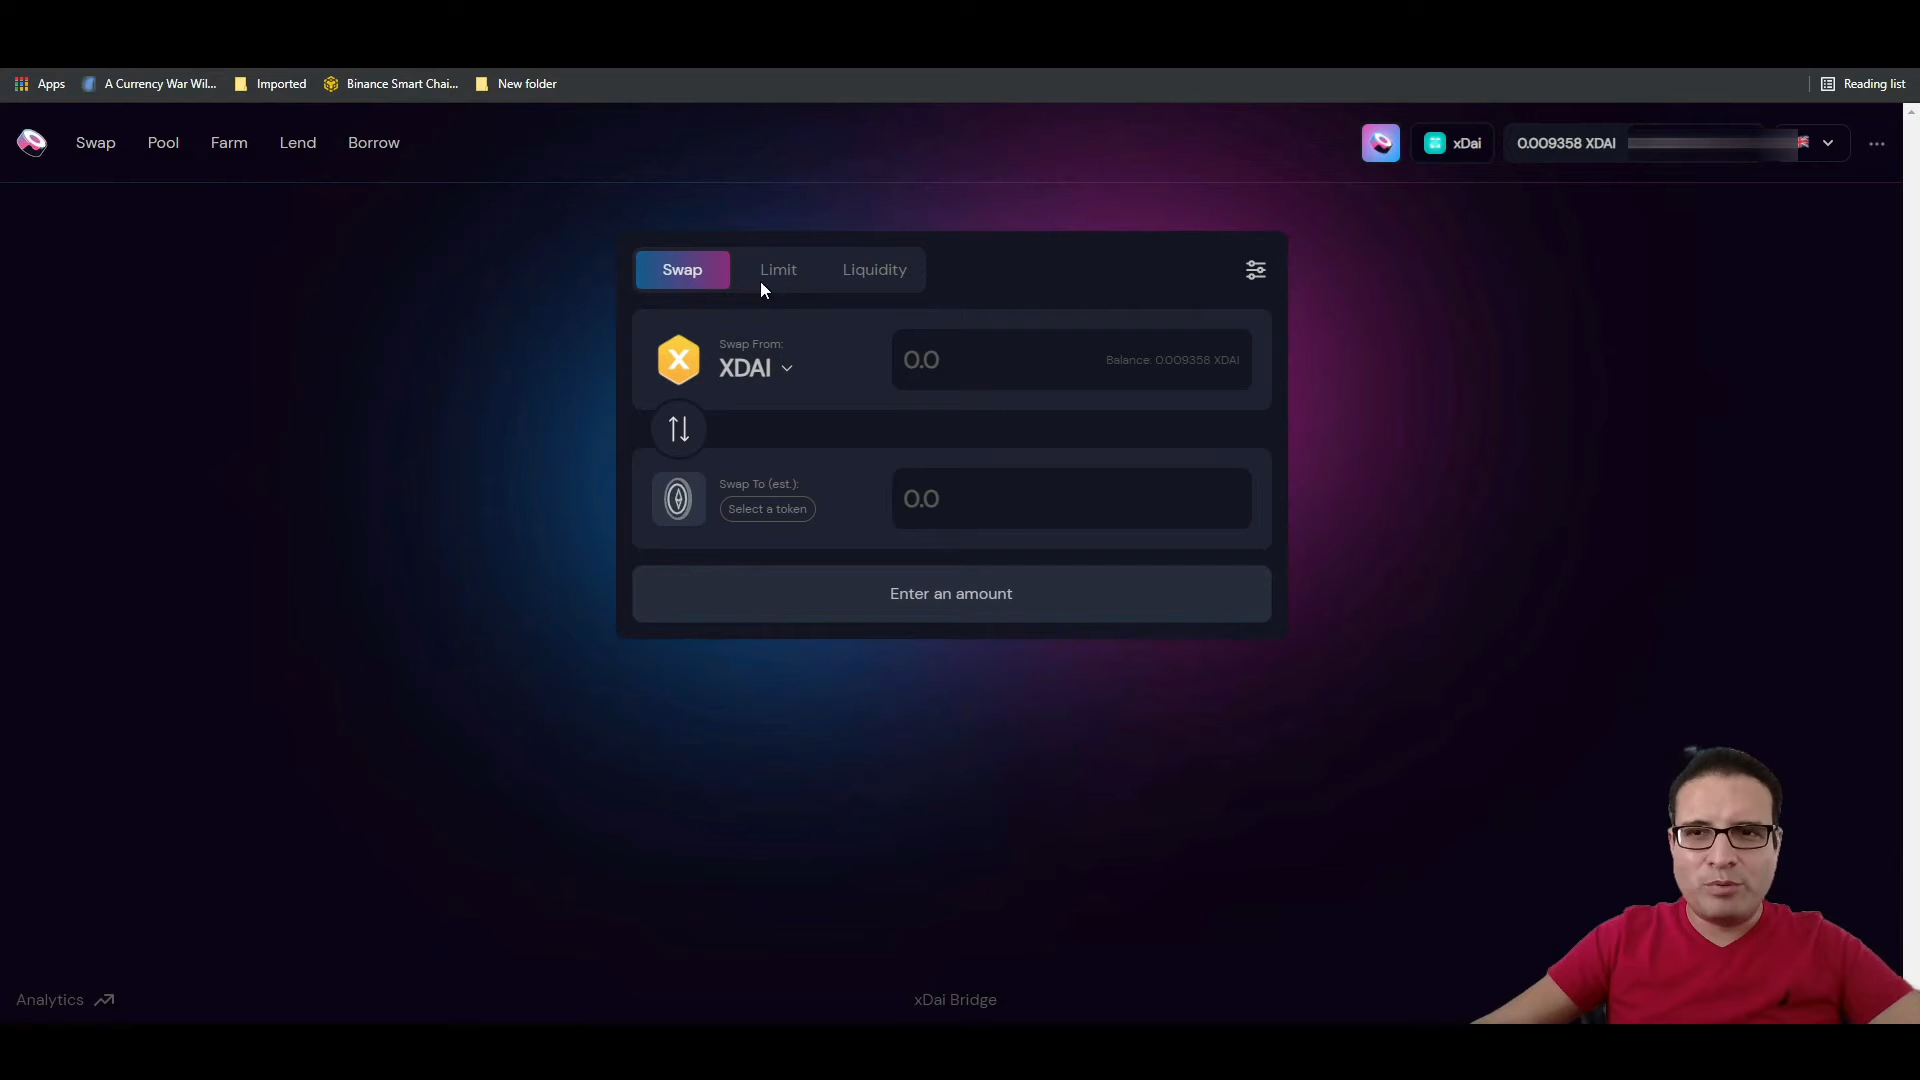 Apps
A Currency War Wil...
Imported
Binance Smart Chai...
New folder
Reading list
Swap
Pool
Farm
Lend
Borrow
xDai
0.009358 XDAI
Swap
Limit
Liquidity
Swap From:
XDAI
0.0
Balance: 0.009358 XDAI
Swap To (est.):
Select a token
0.0
Enter an amount
Analytics
xDai Bridge